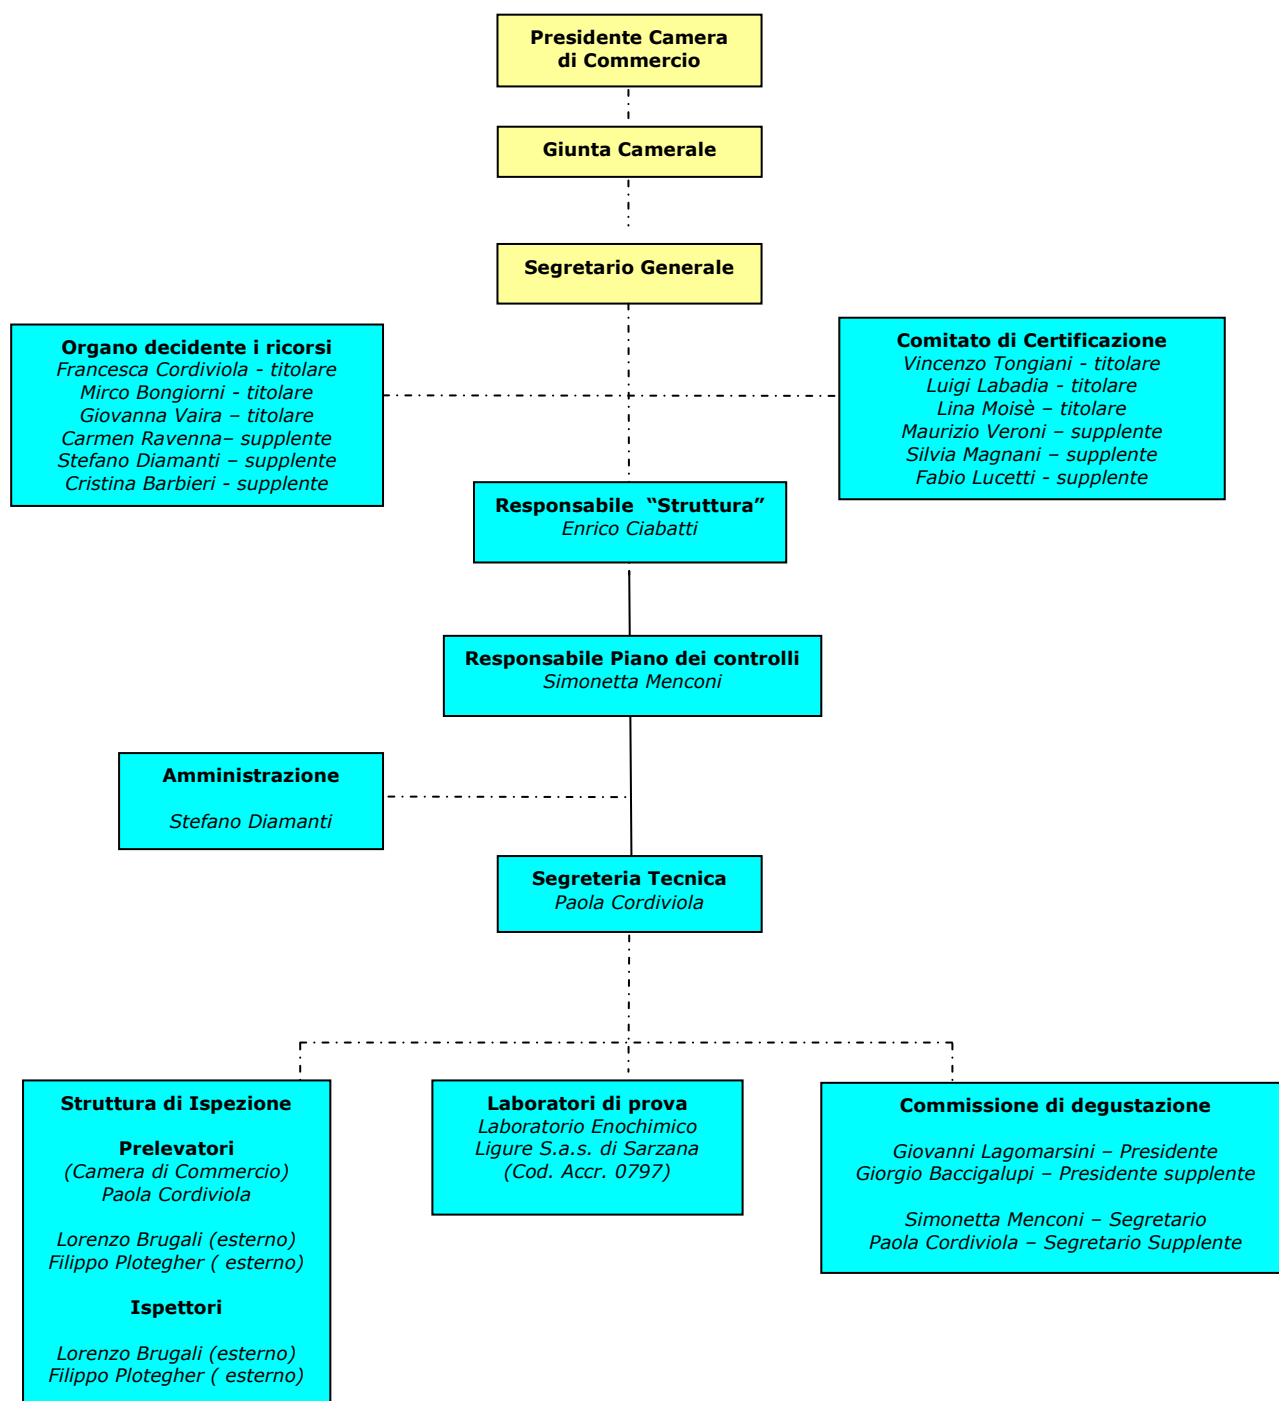 Presidente Camera
di Commercio
Giunta Camerale
Segretario Generale
Organo decidente i ricorsi
Francesca Cordiviola - titolare
Mirco Bongiorni - titolare
Giovanna Vaira – titolare
Carmen Ravenna– supplente
Stefano Diamanti – supplente
Cristina Barbieri - supplente
Comitato di Certificazione
Vincenzo Tongiani - titolare
Luigi Labadia - titolare
Lina Moisè – titolare
Maurizio Veroni – supplente
Silvia Magnani – supplente
Fabio Lucetti - supplente
Responsabile “Struttura”
Enrico Ciabatti
Responsabile Piano dei controlli
Simonetta Menconi
Amministrazione
Stefano Diamanti
Segreteria Tecnica
Paola Cordiviola
Struttura di Ispezione
Prelevatori
(Camera di Commercio)
Paola Cordiviola
Lorenzo Brugali (esterno)
Filippo Plotegher ( esterno)
Ispettori
Lorenzo Brugali (esterno)
Filippo Plotegher ( esterno)
Laboratori di prova
Laboratorio Enochimico
Ligure S.a.s. di Sarzana
(Cod. Accr. 0797)
Commissione di degustazione
Giovanni Lagomarsini – Presidente
Giorgio Baccigalupi – Presidente supplente
Simonetta Menconi – Segretario
Paola Cordiviola – Segretario Supplente